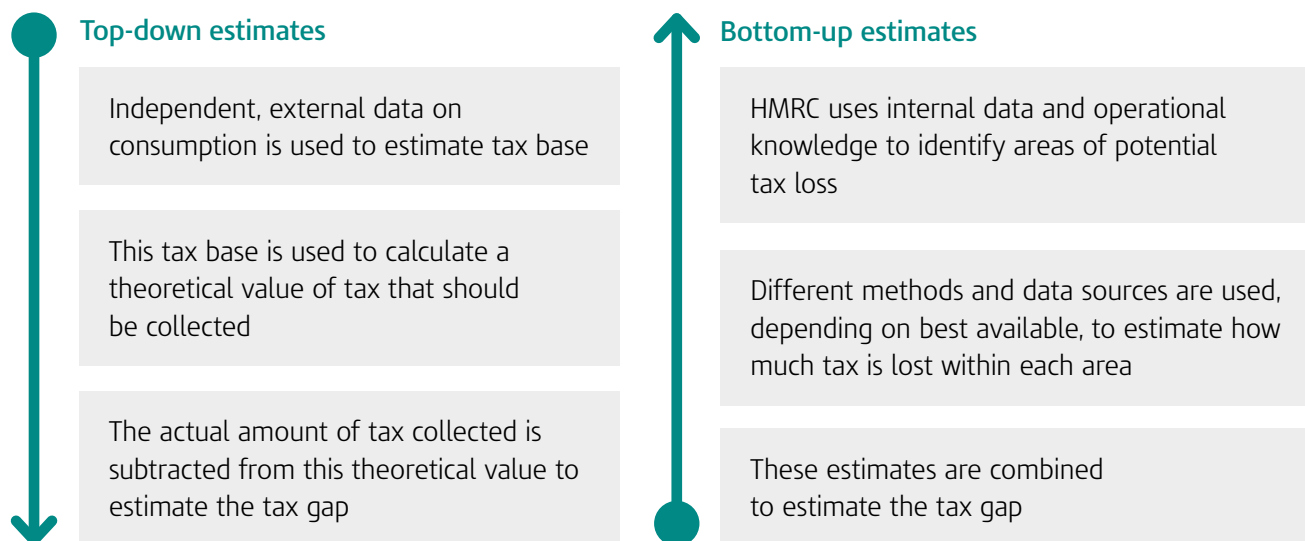 Top-down estimates
Independent, external data on
consumption is used to estimate tax base
This tax base is used to calculate a
theoretical value of tax that should
be collected
The actual amount of tax collected is
subtracted from this theoretical value to
estimate the tax gap
Bottom-up estimates
HMRC uses internal data and operational
knowledge to identify areas of potential
tax loss
Different methods and data sources are used,
depending on best available, to estimate how
much tax is lost within each area
These estimates are combined
to estimate the tax gap